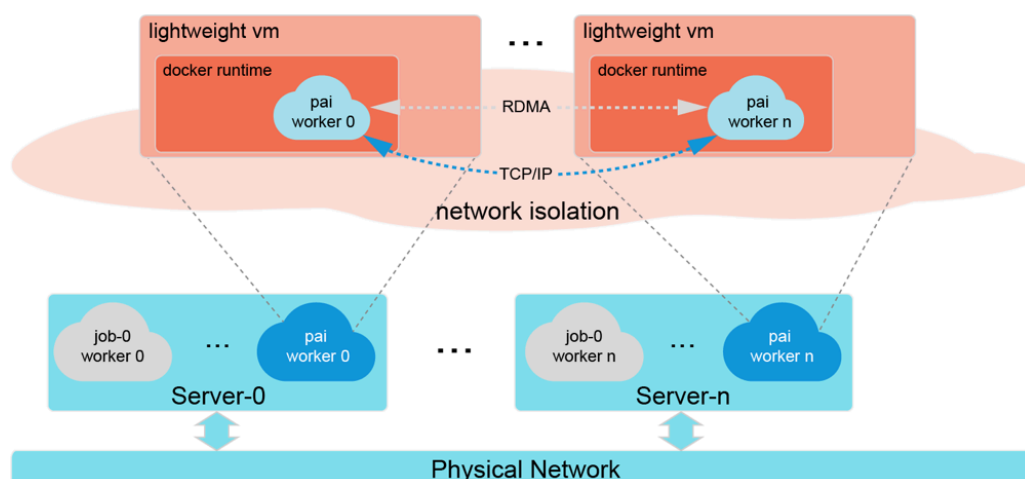 lightweight vm
...
lightweight vm
docker runtime
docker runtime
pai
worker 0
RDMA
pai
worker n
TCP/IP
network isolation
job-0
worker 0
...
pai
worker 0
...
job-0
worker n
...
pai
worker n
Server-0
Server-n
Physical Network